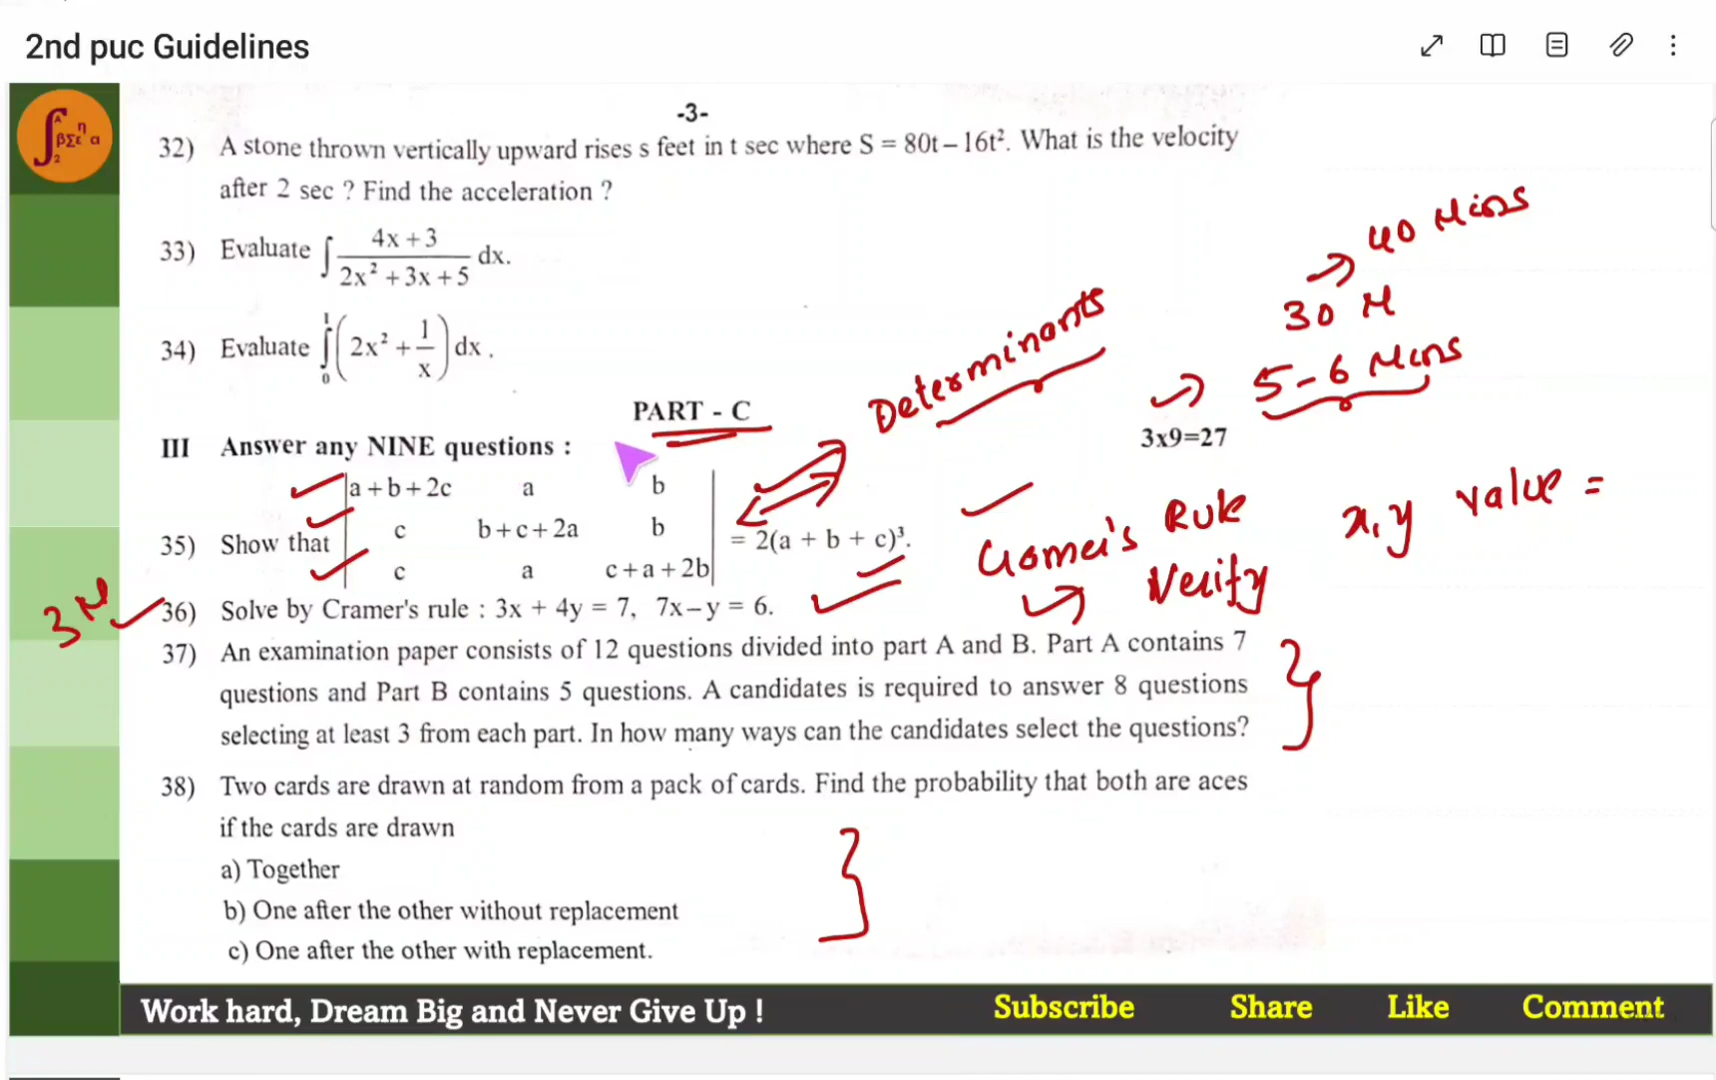 2nd puc Guidelines
-3-
32) A stone thrown vertically upward rises s feet in t sec where S = 80t – 16t². What is the velocity
after 2 sec ? Find the acceleration ?
33) Evaluate ∫ (4x + 3)/(2x² + 3x + 5) dx.
34) Evaluate ∫₀¹ (2x² + 1/x) dx .
40 Mins
30 M
5-6 Mins
Determinants
PART - C
3x9=27
III Answer any NINE questions :
35) Show that |a + b + 2c a b
c b + c + 2a b
c a c + a + 2b| = 2(a + b + c)³.
Cramer's Rule
Verify
x, y value =
3M
36) Solve by Cramer's rule : 3x + 4y = 7, 7x – y = 6.
37) An examination paper consists of 12 questions divided into part A and B. Part A contains 7
questions and Part B contains 5 questions. A candidates is required to answer 8 questions
selecting at least 3 from each part. In how many ways can the candidates select the questions?
38) Two cards are drawn at random from a pack of cards. Find the probability that both are aces
if the cards are drawn
a) Together
b) One after the other without replacement
c) One after the other with replacement.
Work hard, Dream Big and Never Give Up !
Subscribe Share Like Comment